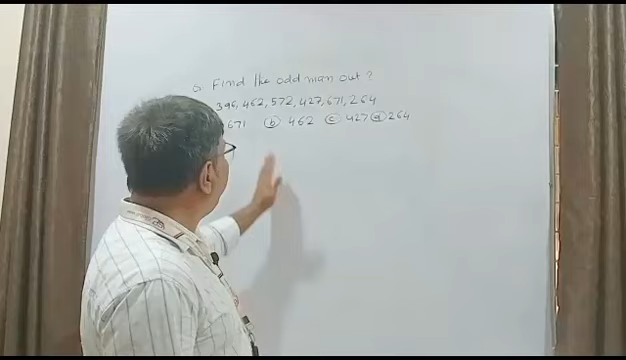 Q. Find the odd man out?
396, 462, 572, 427, 671, 264
671 (b) 462 (c) 427 (d) 264